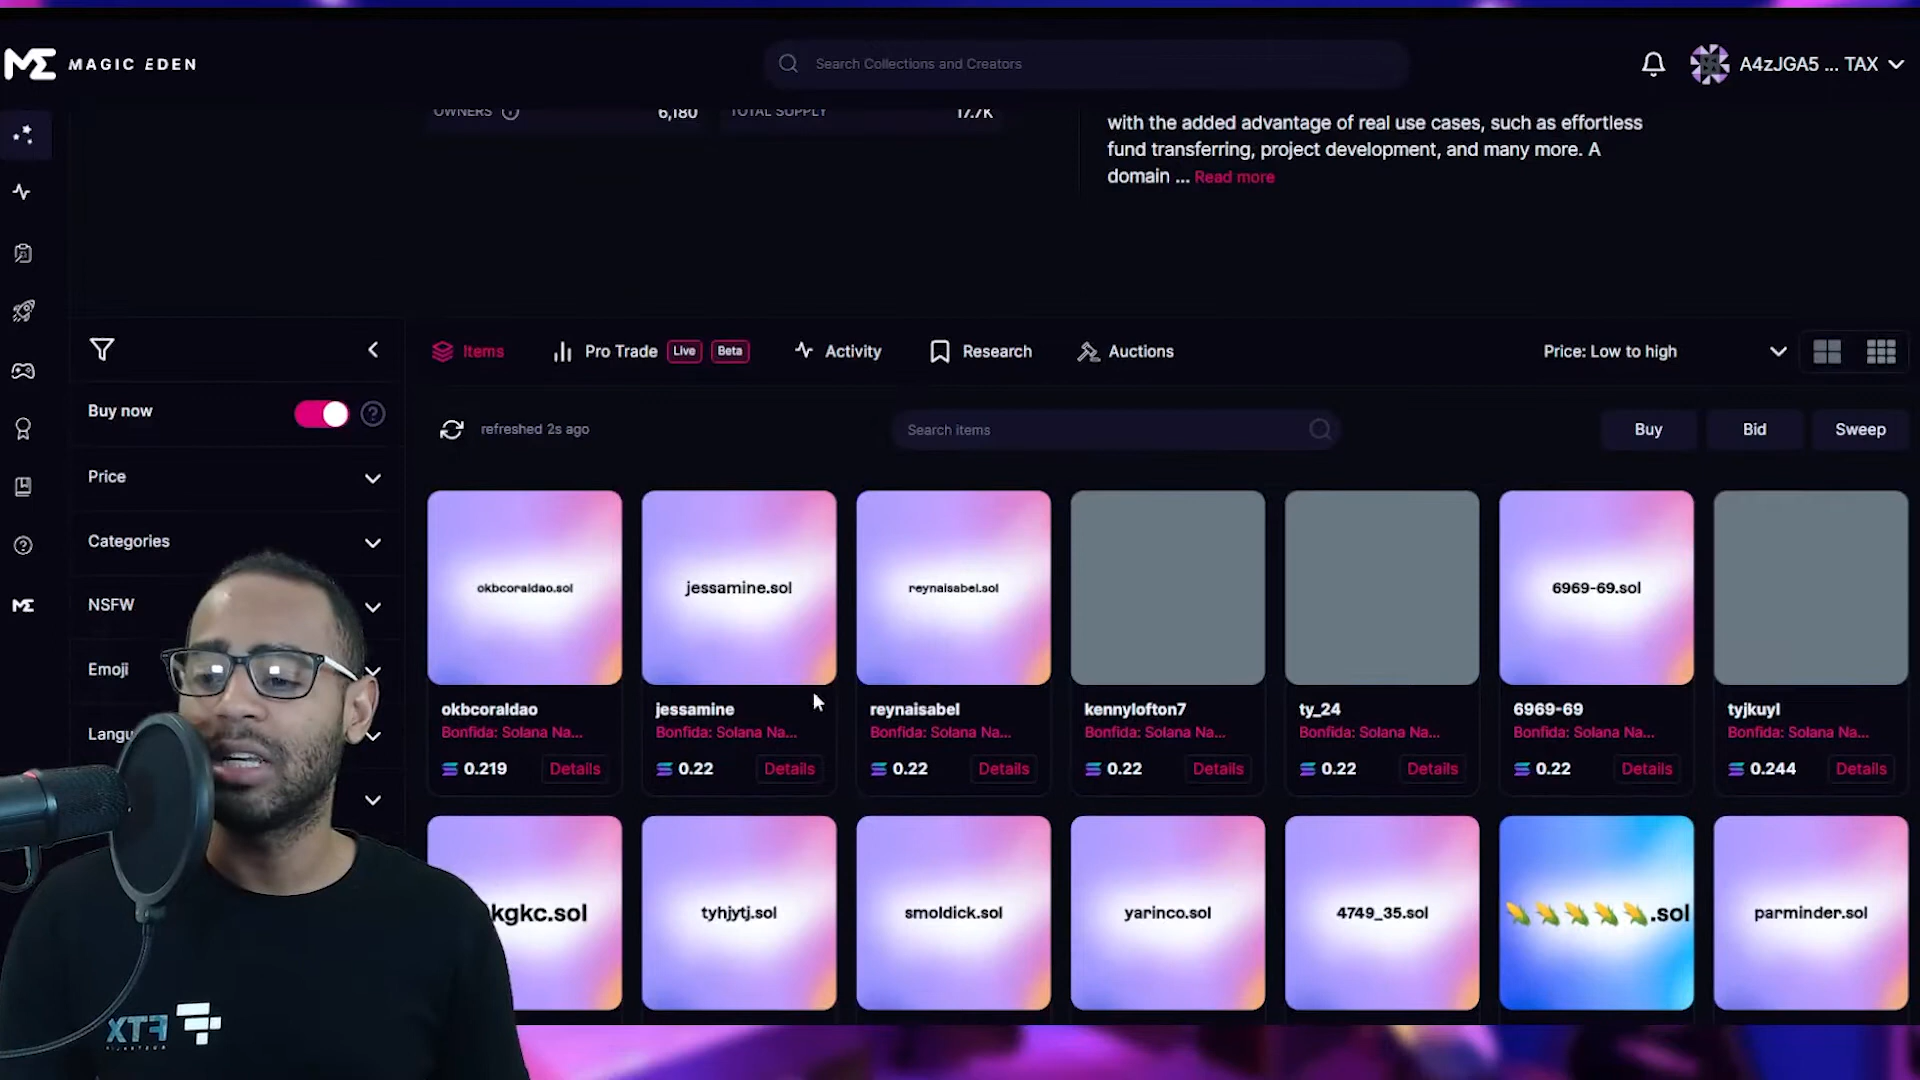 MAGIC EDEN
Search Collections and Creators
A4zJGA5 ... TAX
OWNERS 6,180 TOTAL SUPPLY 17.7K
with the added advantage of real use cases, such as effortless
fund transferring, project development, and many more. A
domain ... Read more
Items Pro Trade Live Beta Activity Research Auctions Price: Low to high
Buy now
refreshed 2s ago
Search items
Buy Bid Sweep
Price
Categories
NSFW
Emoji
Langu
okbcoraldao.sol jessamine.sol reynaisabel.sol 6969-69.sol
okbcoraldao jessamine reynaisabel kennylofton7 ty_24 6969-69 tyjkuyl
Bonfida: Solana Na... Bonfida: Solana Na... Bonfida: Solana Na... Bonfida: Solana Na... Bonfida: Solana Na... Bonfida: Solana Na... Bonfida: Solana Na...
0.219 Details 0.22 Details 0.22 Details 0.22 Details 0.22 Details 0.22 Details 0.244 Details
kgkc.sol tyhjytj.sol smoldick.sol yarinco.sol 4749_35.sol 🌽🌽🌽🌽🌽.sol parminder.sol
FTX